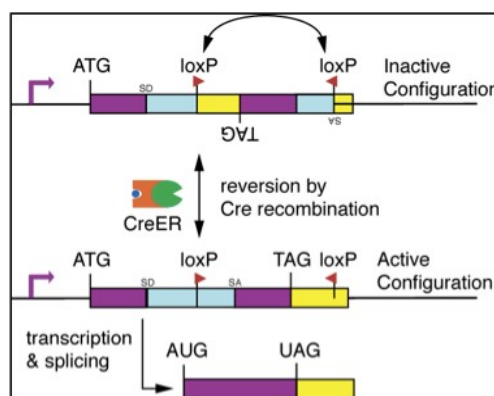 ATG loxP loxP Inactive
SD Configuration
SA
TAG
reversion by
CreER Cre recombination
ATG loxP TAG loxP Active
SD SA Configuration
transcription
& splicing
AUG UAG